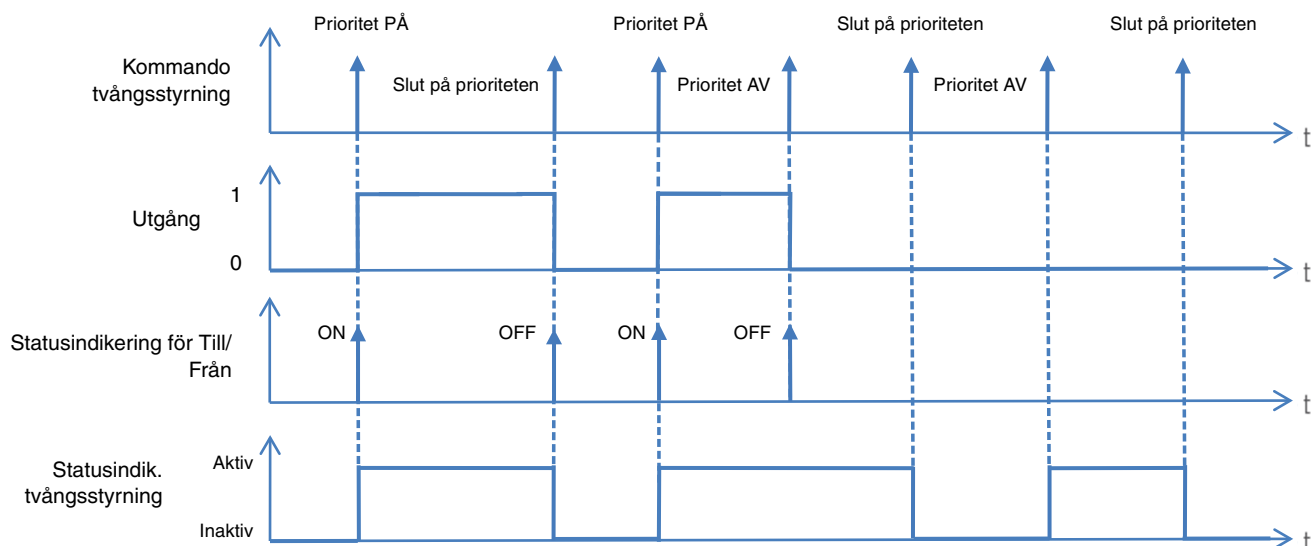 Prioritet PÅ
Prioritet PÅ
Slut på prioriteten
Slut på prioriteten
Kommando
tvångsstyrning
Slut på prioriteten
Prioritet AV
Prioritet AV
t
1
Utgång
0
t
Statusindikering för Till/
Från
ON
OFF
ON
OFF
t
Statusindik.
tvångsstyrning
Aktiv
Inaktiv
t